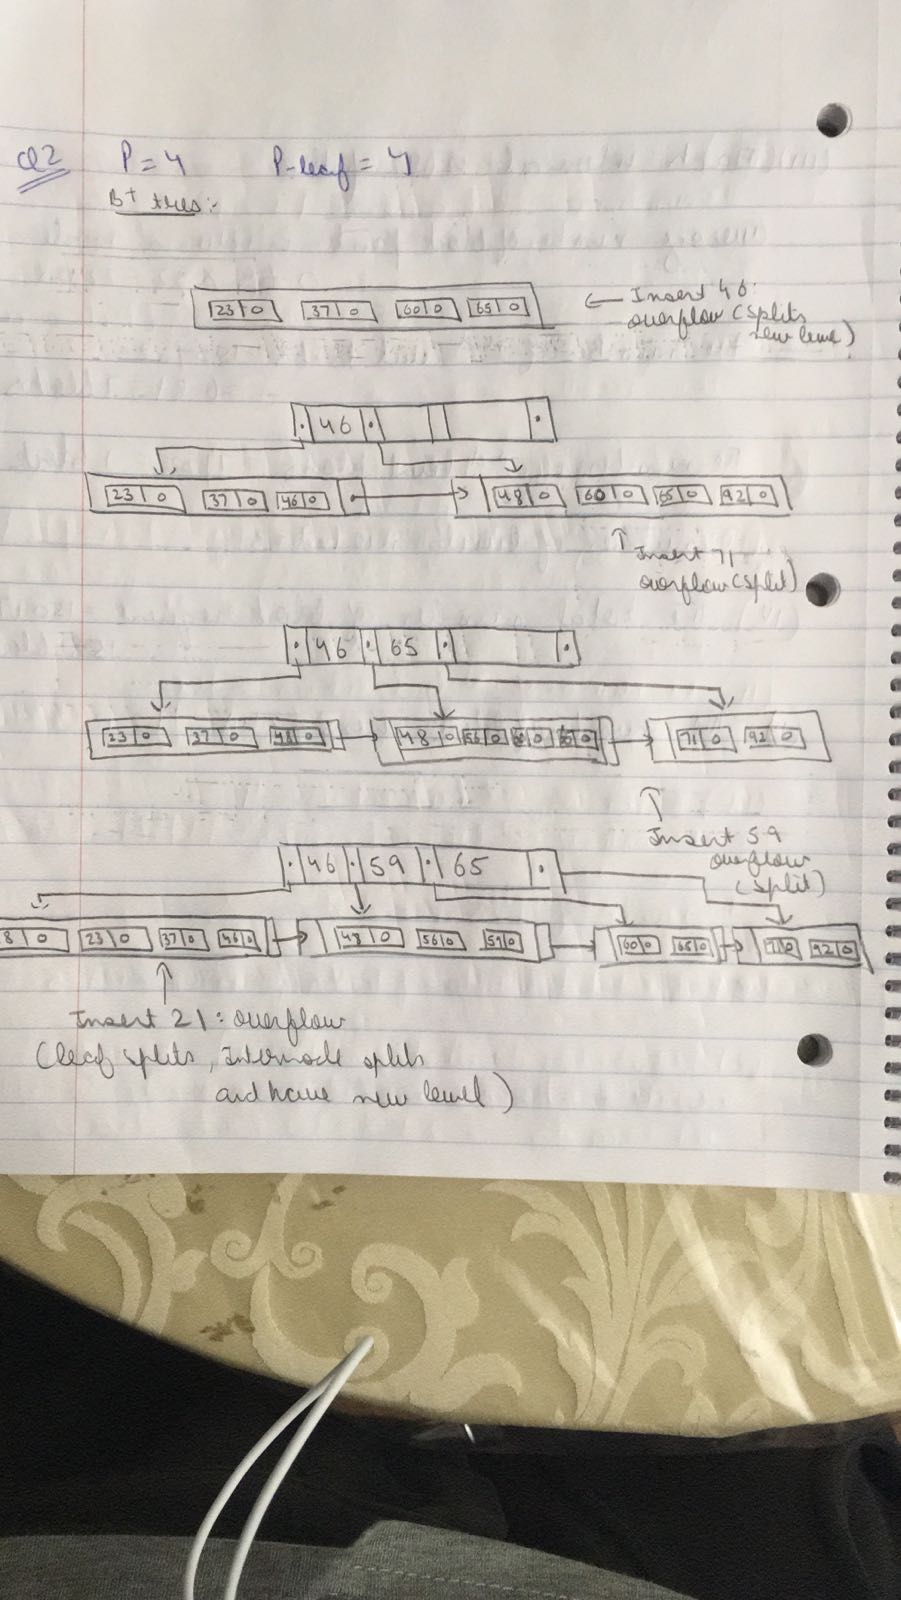 Q2 P=4 P-leaf = 4
B+ tres:-
23 0 37 0 60 0 65 0
← Insert 46:
overflow (splits
new level)
46
23 0 37 0 46 0 48 0 60 0 65 0 92 0
Insert 71
overflow (split)
46 65
23 0 37 0 46 0 48 0 56 0 60 0 65 0 71 0 92 0
Insert 59
overflow
(split)
46 59 65
8 0 23 0 37 0 46 0 48 0 56 0 59 0 60 0 65 0 71 0 92 0
Insert 21: overflow
(leaf splits, Internode splits
and have new level)